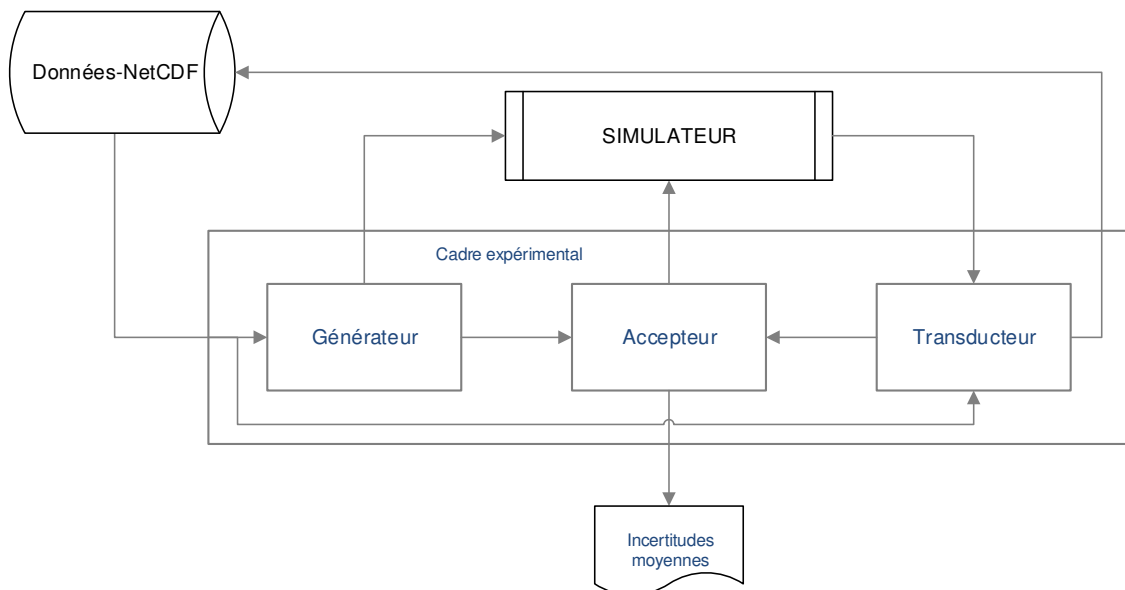 Données-NetCDF
SIMULATEUR
Cadre expérimental
Générateur
Accepteur
Transducteur
Incertitudes
moyennes